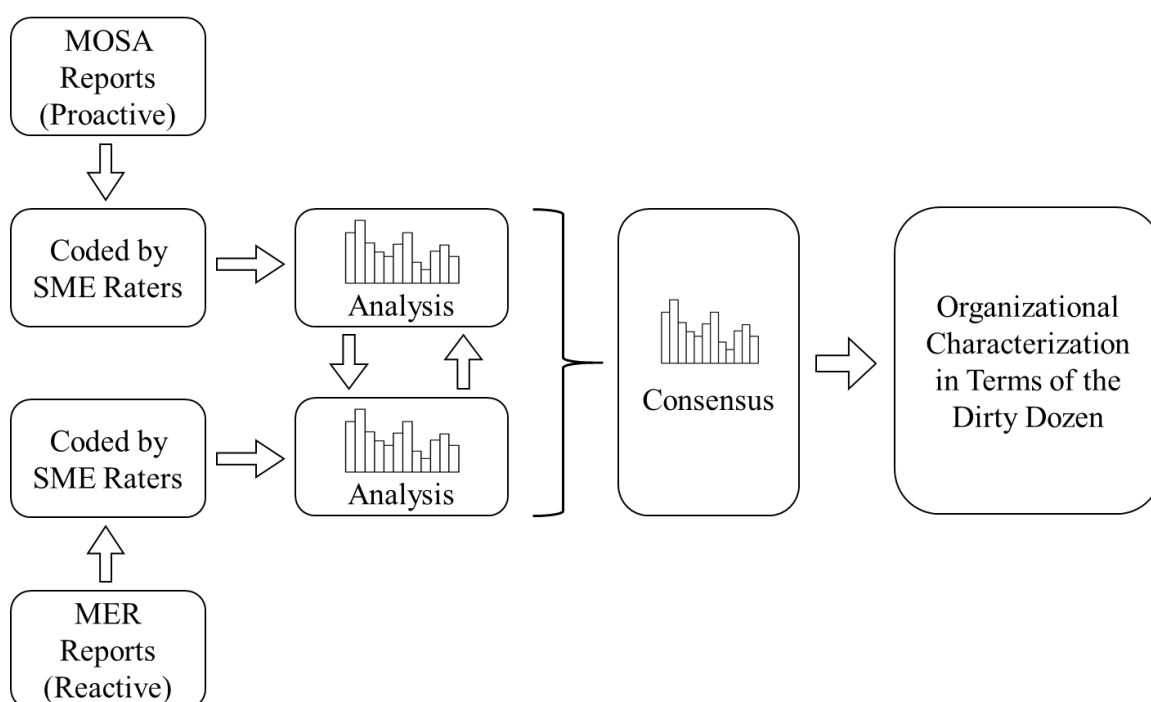 MOSA
Reports
(Proactive)
Coded by
SME Raters
Analysis
Coded by
SME Raters
Analysis
MER
Reports
(Reactive)
Consensus
Organizational
Characterization
in Terms of the
Dirty Dozen